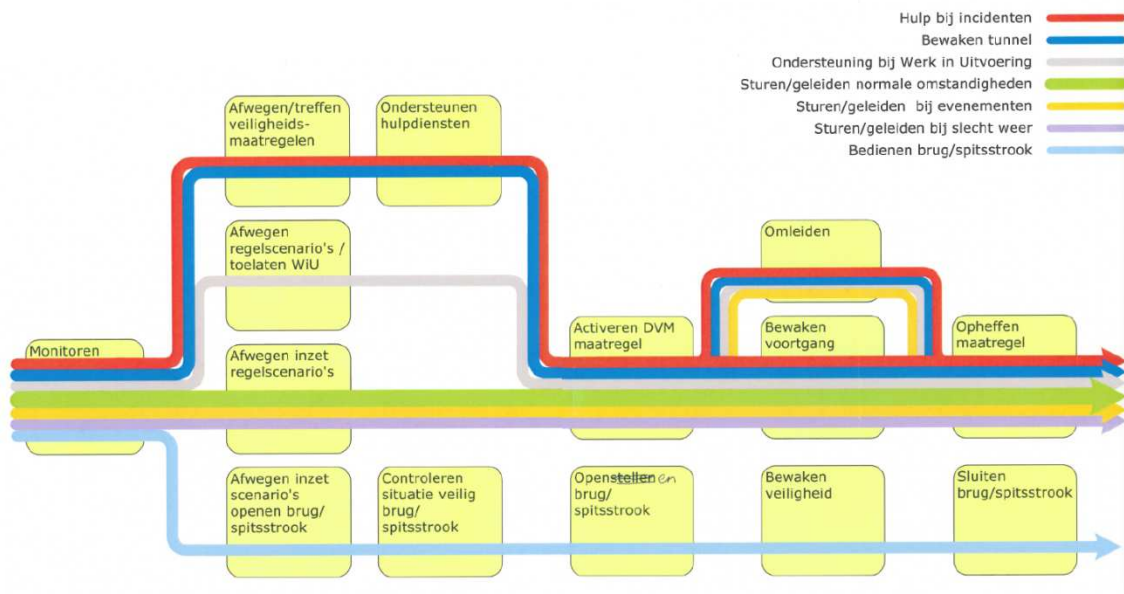 Hulp bij incidenten
Bewaken tunnel
Ondersteuning bij Werk in Uitvoering
Sturen/geleiden normale omstandigheden
Sturen/geleiden bij evenementen
Sturen/geleiden bij slecht weer
Bedienen brug/spitsstrook
Afwegen/treffen
veiligheids-
maatregelen
Ondersteunen
hulpdiensten
Afwegen
regelscenario's /
toelaten WiU
Omleiden
Monitoren
Afwegen inzet
regelscenario's
Activeren DVM
maatregel
Bewaken
voortgang
Opheffen
maatregel
Afwegen inzet
scenario's
openen brug/
spitsstrook
Controleren
situatie veilig
brug/
spitsstrook
Openstellen en
brug/
spitsstrook
Bewaken
veiligheid
Sluiten
brug/spitsstrook